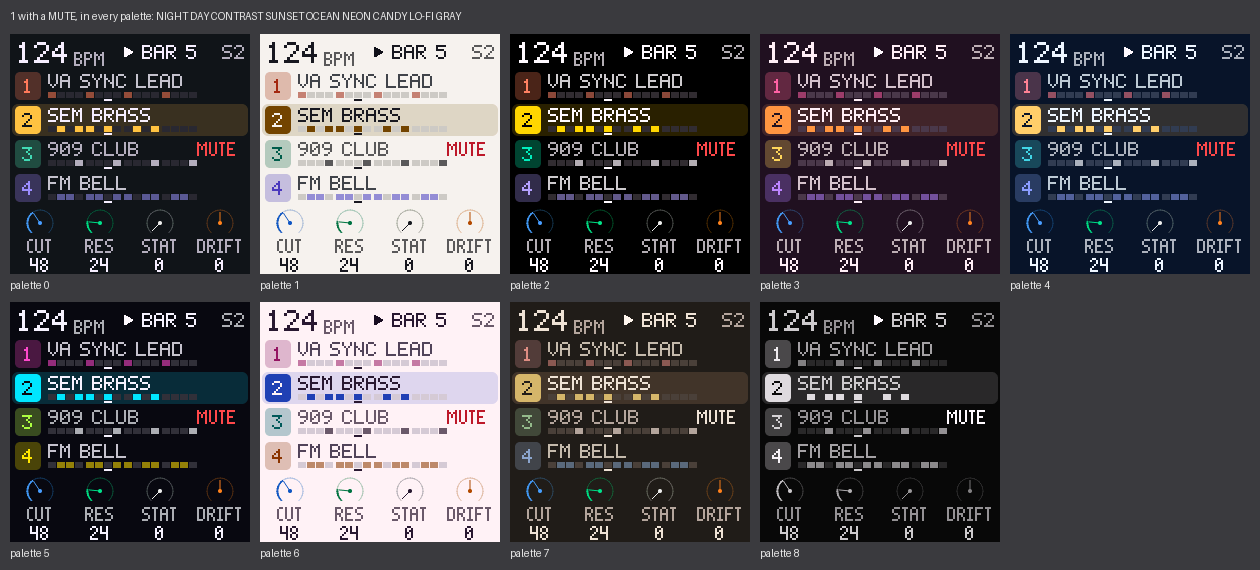 1 with a MUTE, in every palette: NIGHT DAY CONTRAST SUNSET OCEAN NEON CANDY LO-FI GRAY
124 BPM ▶ BAR 5 S2
1 VA SYNC LEAD
2 SEM BRASS
3 909 CLUB MUTE
4 FM BELL
CUT RES STAT DRIFT
48 24 0 0
palette 0
124 BPM ▶ BAR 5 S2
1 VA SYNC LEAD
2 SEM BRASS
3 909 CLUB MUTE
4 FM BELL
CUT RES STAT DRIFT
48 24 0 0
palette 1
124 BPM ▶ BAR 5 S2
1 VA SYNC LEAD
2 SEM BRASS
3 909 CLUB MUTE
4 FM BELL
CUT RES STAT DRIFT
48 24 0 0
palette 2
124 BPM ▶ BAR 5 S2
1 VA SYNC LEAD
2 SEM BRASS
3 909 CLUB MUTE
4 FM BELL
CUT RES STAT DRIFT
48 24 0 0
palette 3
124 BPM ▶ BAR 5 S2
1 VA SYNC LEAD
2 SEM BRASS
3 909 CLUB MUTE
4 FM BELL
CUT RES STAT DRIFT
48 24 0 0
palette 4
124 BPM ▶ BAR 5 S2
1 VA SYNC LEAD
2 SEM BRASS
3 909 CLUB MUTE
4 FM BELL
CUT RES STAT DRIFT
48 24 0 0
palette 5
124 BPM ▶ BAR 5 S2
1 VA SYNC LEAD
2 SEM BRASS
3 909 CLUB MUTE
4 FM BELL
CUT RES STAT DRIFT
48 24 0 0
palette 6
124 BPM ▶ BAR 5 S2
1 VA SYNC LEAD
2 SEM BRASS
3 909 CLUB MUTE
4 FM BELL
CUT RES STAT DRIFT
48 24 0 0
palette 7
124 BPM ▶ BAR 5 S2
1 VA SYNC LEAD
2 SEM BRASS
3 909 CLUB MUTE
4 FM BELL
CUT RES STAT DRIFT
48 24 0 0
palette 8